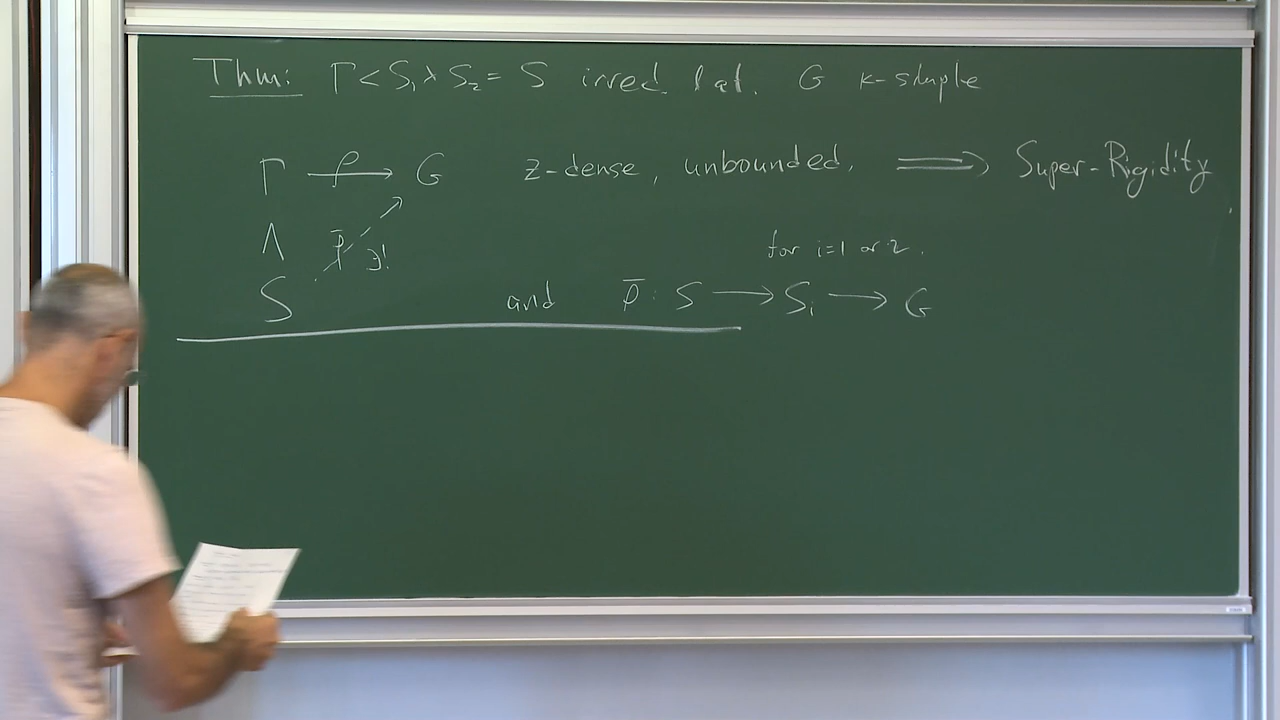 Thm: Γ < S₁ × S₂ = S irred. lat. G k-simple
Γ —ρ→ G z-dense, unbounded, ⟹ Super-Rigidity
∧ ρ̄ ∃! for i=1 or 2.
S and ρ̄ : S ⟶ Sᵢ ⟶ G